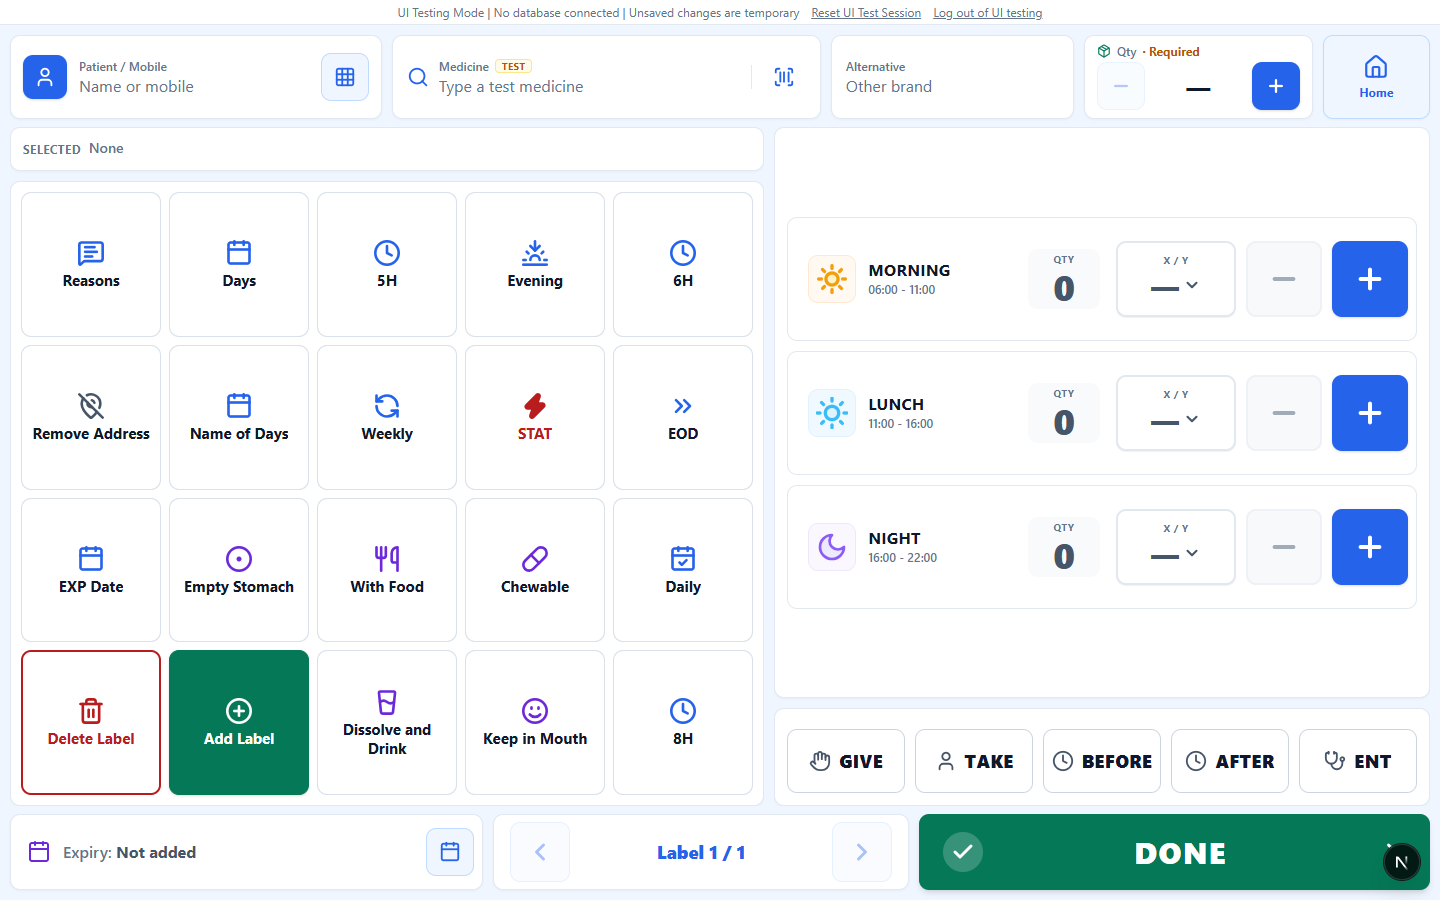 UI Testing Mode | No database connected | Unsaved changes are temporary Reset UI Test Session Log out of UI testing
Patient / Mobile
Name or mobile
Medicine TEST
Type a test medicine
Alternative
Other brand
Qty · Required
—
Home
SELECTED None
Reasons
Days
5H
Evening
6H
Remove Address
Name of Days
Weekly
STAT
EOD
EXP Date
Empty Stomach
With Food
Chewable
Daily
Delete Label
Add Label
Dissolve and
Drink
Keep in Mouth
8H
MORNING
06:00 - 11:00
QTY
0
X / Y
—
LUNCH
11:00 - 16:00
QTY
0
X / Y
—
NIGHT
16:00 - 22:00
QTY
0
X / Y
—
GIVE
TAKE
BEFORE
AFTER
ENT
Expiry: Not added
Label 1 / 1
DONE
N